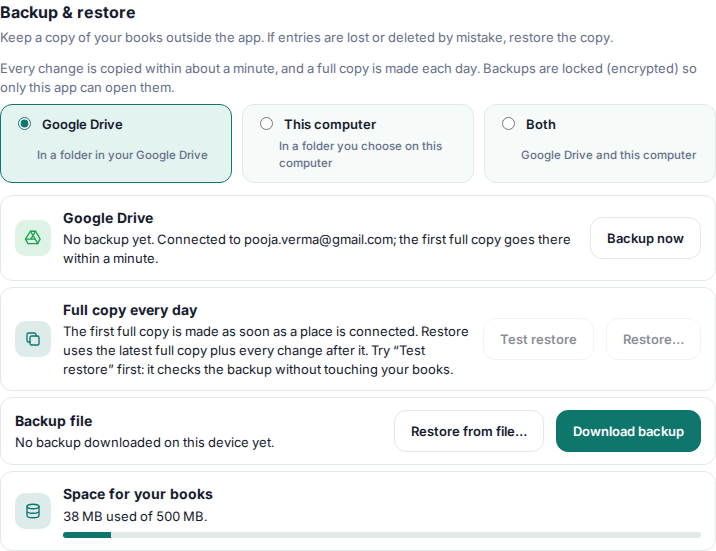 Backup & restore
Keep a copy of your books outside the app. If entries are lost or deleted by mistake, restore the copy.
Every change is copied within about a minute, and a full copy is made each day. Backups are locked (encrypted) so
only this app can open them.
Google Drive
In a folder in your Google Drive
This computer
In a folder you choose on this
computer
Both
Google Drive and this computer
Google Drive
No backup yet. Connected to pooja.verma@gmail.com; the first full copy goes there
within a minute.
Backup now
Full copy every day
The first full copy is made as soon as a place is connected. Restore
uses the latest full copy plus every change after it. Try “Test
restore” first: it checks the backup without touching your books.
Test restore
Restore...
Backup file
No backup downloaded on this device yet.
Restore from file...
Download backup
Space for your books
38 MB used of 500 MB.